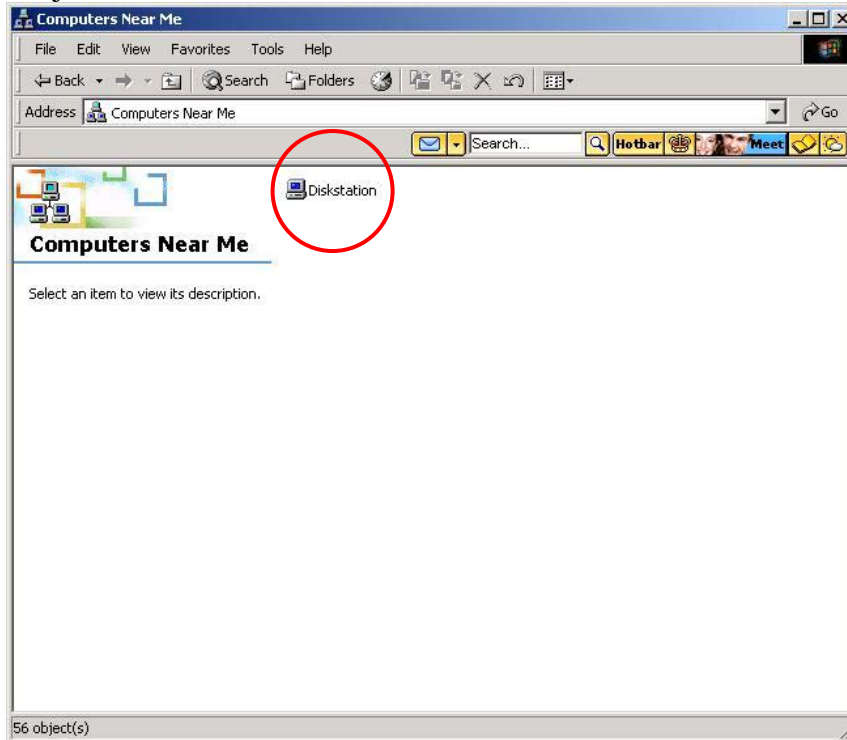 Computers Near Me
File Edit View Favorites Tools Help
Back Search Folders
Address Computers Near Me Go
Search... Hotbar Meet
Diskstation
Computers Near Me
Select an item to view its description.
56 object(s)